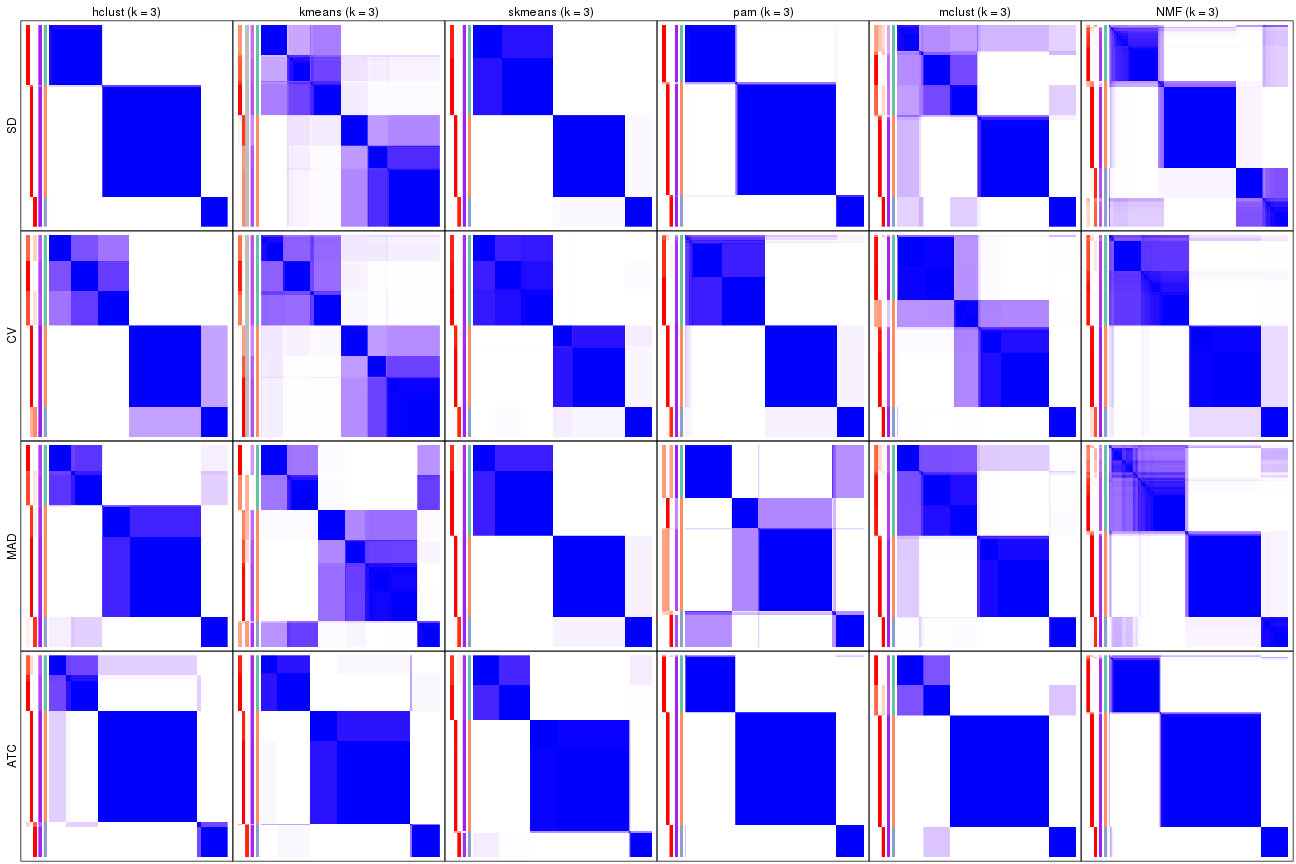 hclust (k = 3) kmeans (k = 3) skmeans (k = 3) pam (k = 3) mclust (k = 3) NMF (k = 3)
SD
CV
MAD
ATC